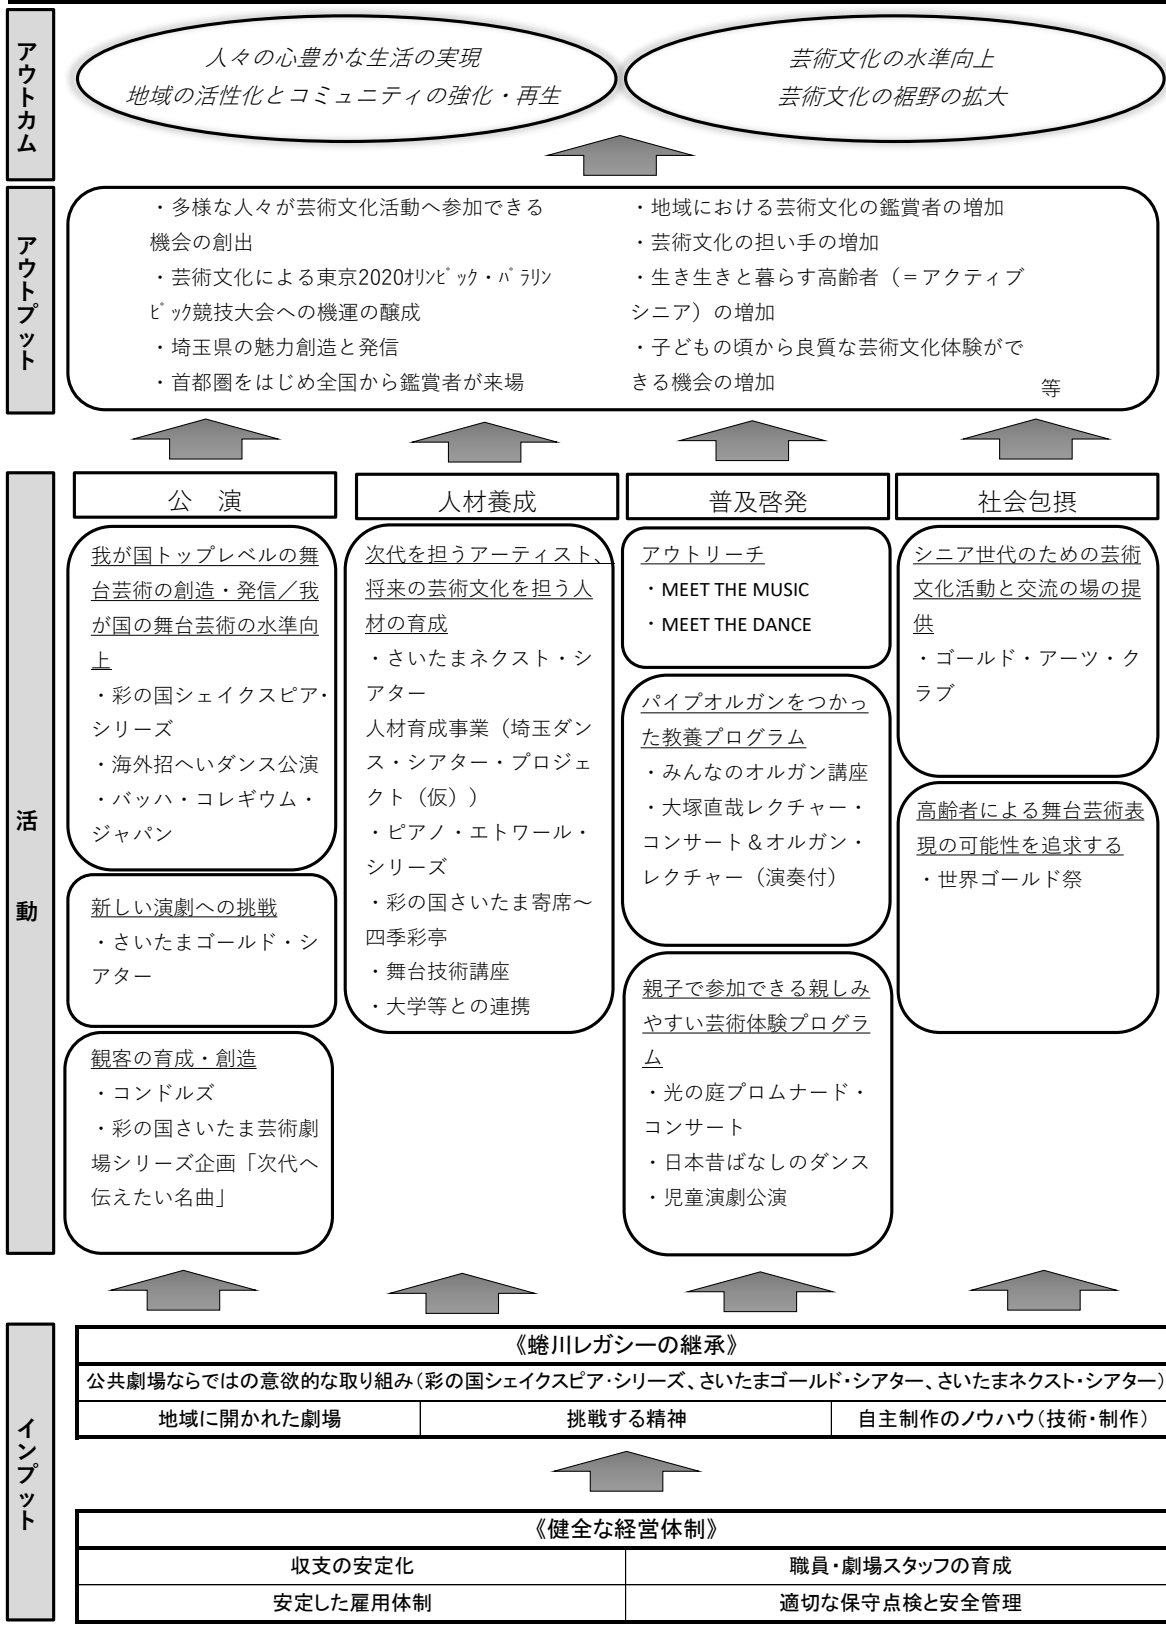 アウトカム
人々の心豊かな生活の実現
地域の活性化とコミュニティの強化・再生
芸術文化の水準向上
芸術文化の裾野の拡大
アウトプット
・多様な人々が芸術文化活動へ参加できる
機会の創出
・芸術文化による東京2020ｵﾘﾝﾋﾟｯｸ・ﾊﾟﾗﾘﾝ
ﾋﾟｯｸ競技大会への機運の醸成
・埼玉県の魅力創造と発信
・首都圏をはじめ全国から鑑賞者が来場
・地域における芸術文化の鑑賞者の増加
・芸術文化の担い手の増加
・生き生きと暮らす高齢者（＝アクティブ
シニア）の増加
・子どもの頃から良質な芸術文化体験がで
きる機会の増加
等
活動
公　演
我が国トップレベルの舞
台芸術の創造・発信／我
が国の舞台芸術の水準向
上
・彩の国シェイクスピア・
シリーズ
・海外招へいダンス公演
・バッハ・コレギウム・
ジャパン
新しい演劇への挑戦
・さいたまゴールド・シ
アター
観客の育成・創造
・コンドルズ
・彩の国さいたま芸術劇
場シリーズ企画「次代へ
伝えたい名曲」
人材養成
次代を担うアーティスト、
将来の芸術文化を担う人
材の育成
・さいたまネクスト・シ
アター
人材育成事業（埼玉ダン
ス・シアター・プロジェ
クト（仮））
・ピアノ・エトワール・
シリーズ
・彩の国さいたま寄席～
四季彩亭
・舞台技術講座
・大学等との連携
普及啓発
アウトリーチ
・MEET THE MUSIC
・MEET THE DANCE
パイプオルガンをつかっ
た教養プログラム
・みんなのオルガン講座
・大塚直哉レクチャー・
コンサート＆オルガン・
レクチャー（演奏付）
親子で参加できる親しみ
やすい芸術体験プログラ
ム
・光の庭プロムナード・
コンサート
・日本昔ばなしのダンス
・児童演劇公演
社会包摂
シニア世代のための芸術
文化活動と交流の場の提
供
・ゴールド・アーツ・ク
ラブ
高齢者による舞台芸術表
現の可能性を追求する
・世界ゴールド祭
インプット
《蜷川レガシーの継承》
公共劇場ならではの意欲的な取り組み（彩の国シェイクスピア・シリーズ、さいたまゴールド・シアター、さいたまネクスト・シアター）
地域に開かれた劇場
挑戦する精神
自主制作のノウハウ（技術・制作）
《健全な経営体制》
収支の安定化
職員・劇場スタッフの育成
安定した雇用体制
適切な保守点検と安全管理